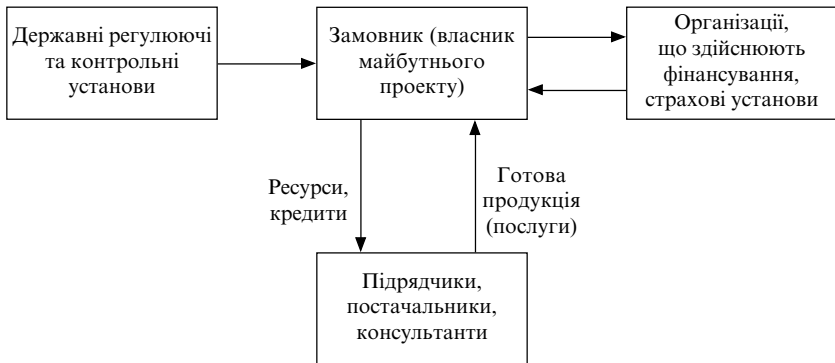 Державні регулюючі
та контрольні
установи
Замовник (власник
майбутнього
проекту)
Організації,
що здійснюють
фінансування,
страхові установи
Ресурси,
кредити
Готова
продукція
(послуги)
Підрядчики,
постачальники,
консультанти